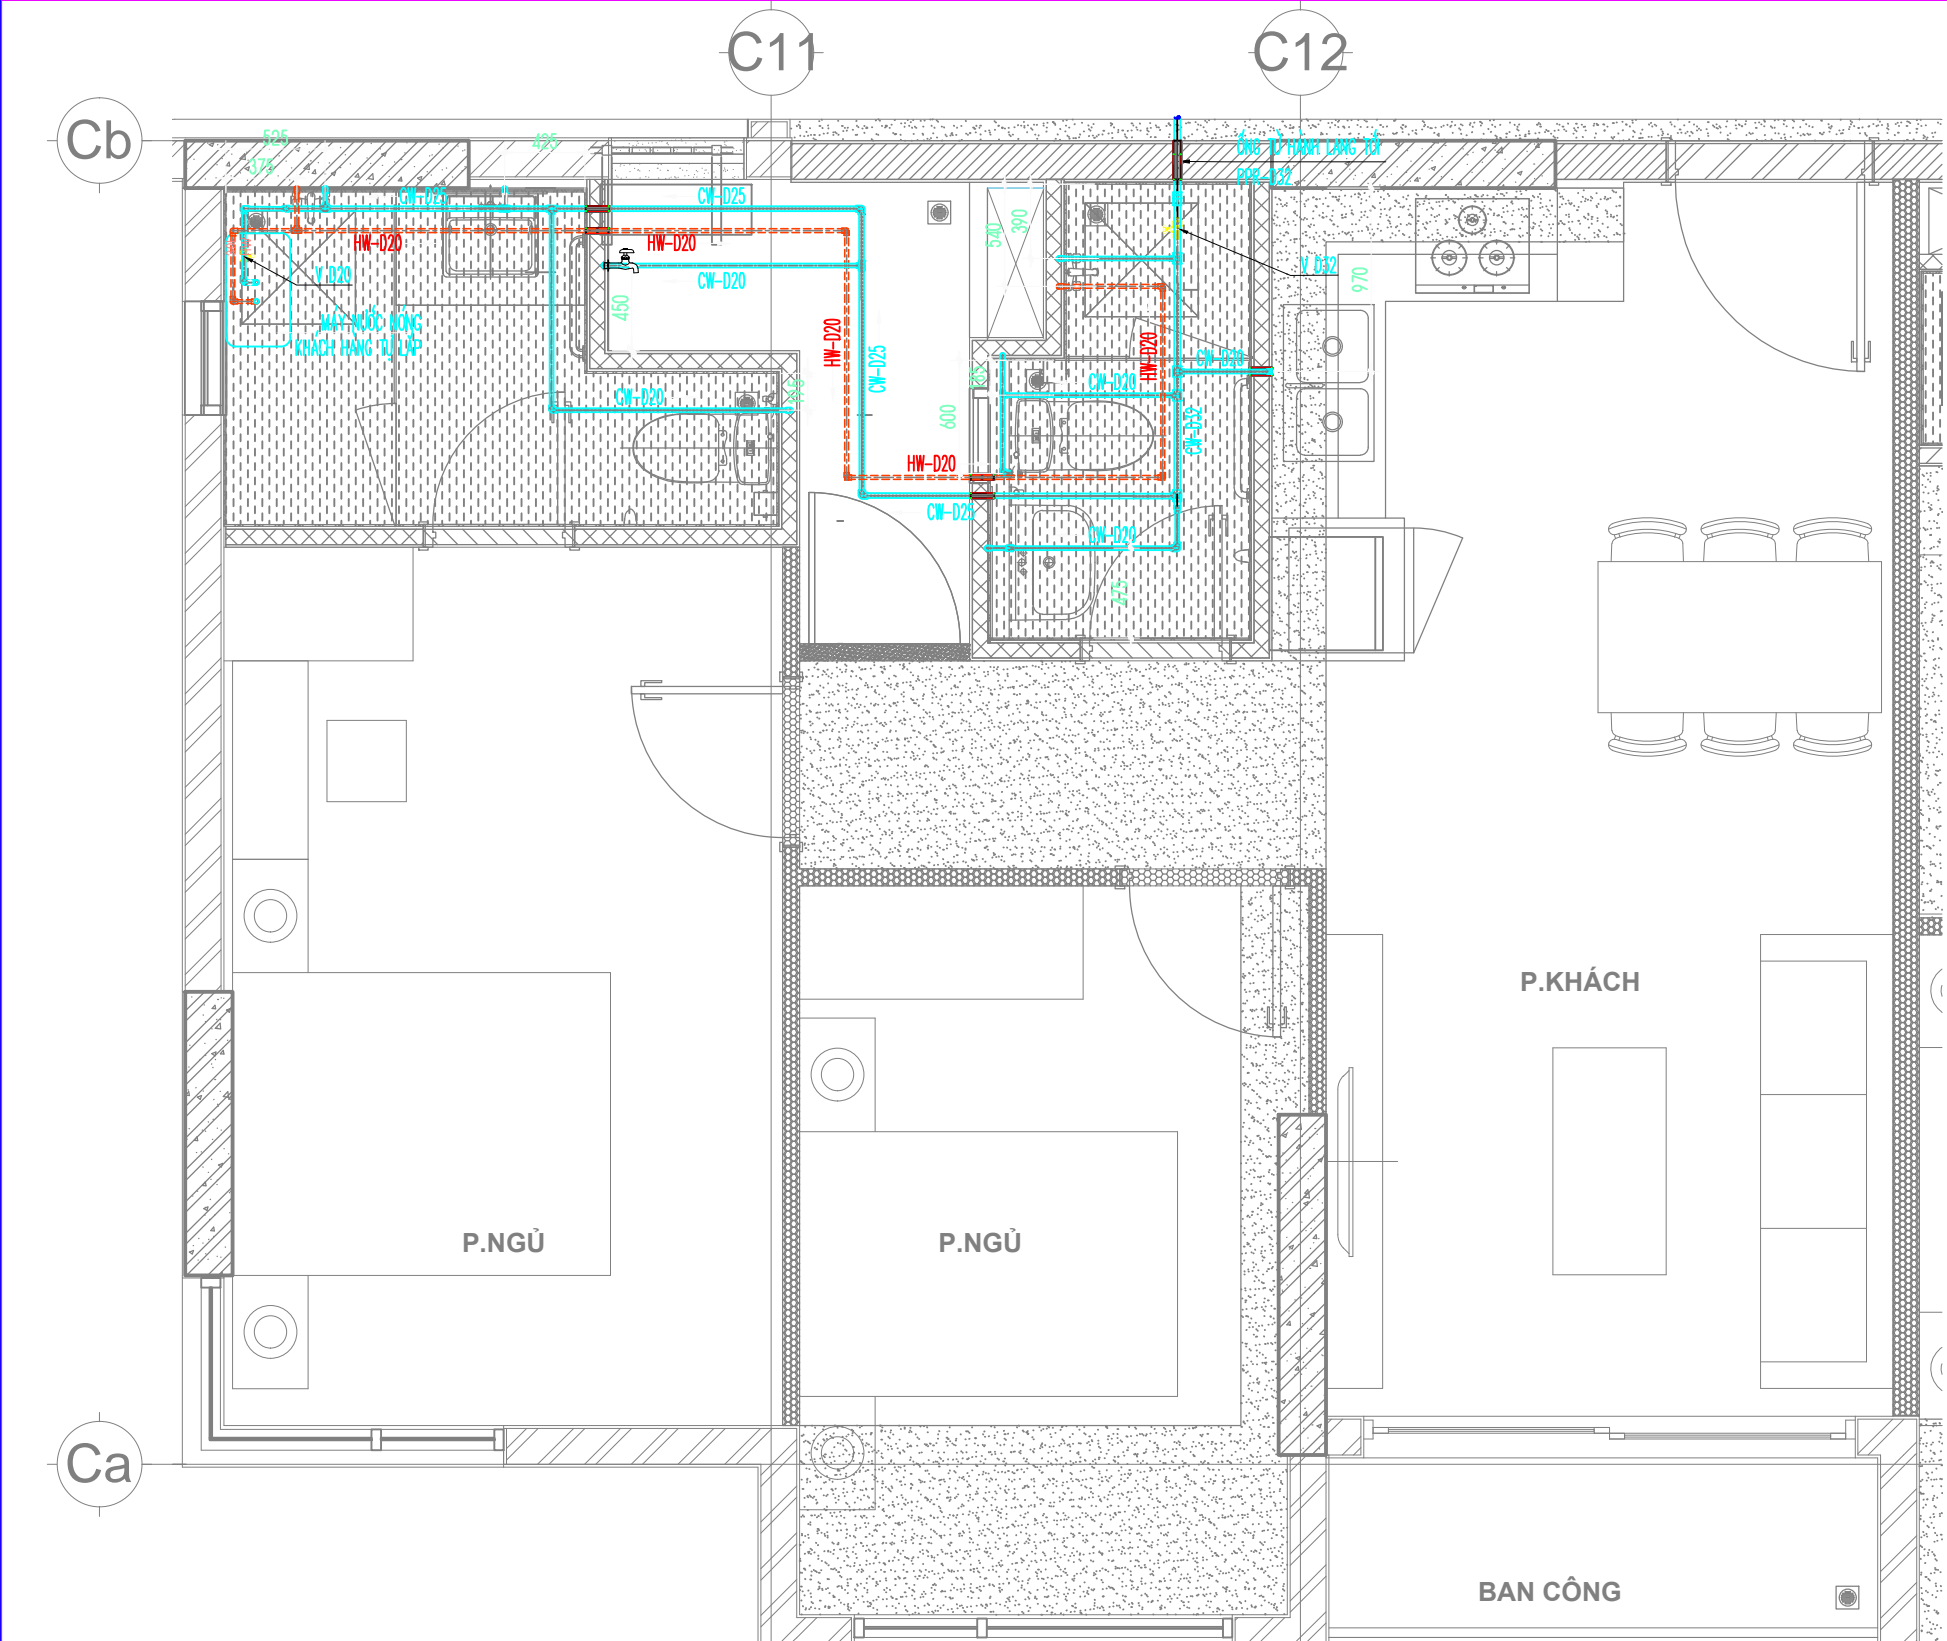 C11
C12
Cb
525
425
375
ỐNG TỪ HÀNH LANG TỚI
PPR-D32
CW-D25
CW-D25
HW-D20
HW-D20
540
390
V D20
CW-D20
V D32
970
450
MÁY NƯỚC NÓNG
KHÁCH HÀNG TỰ LẮP
HW-D20
CW-D25
HW-D20
CW-D20
CW-D20
CW-D20
195
600
CW-D32
HW-D20
CW-D25
CW-D20
475
P.KHÁCH
P.NGỦ
P.NGỦ
Ca
BAN CÔNG